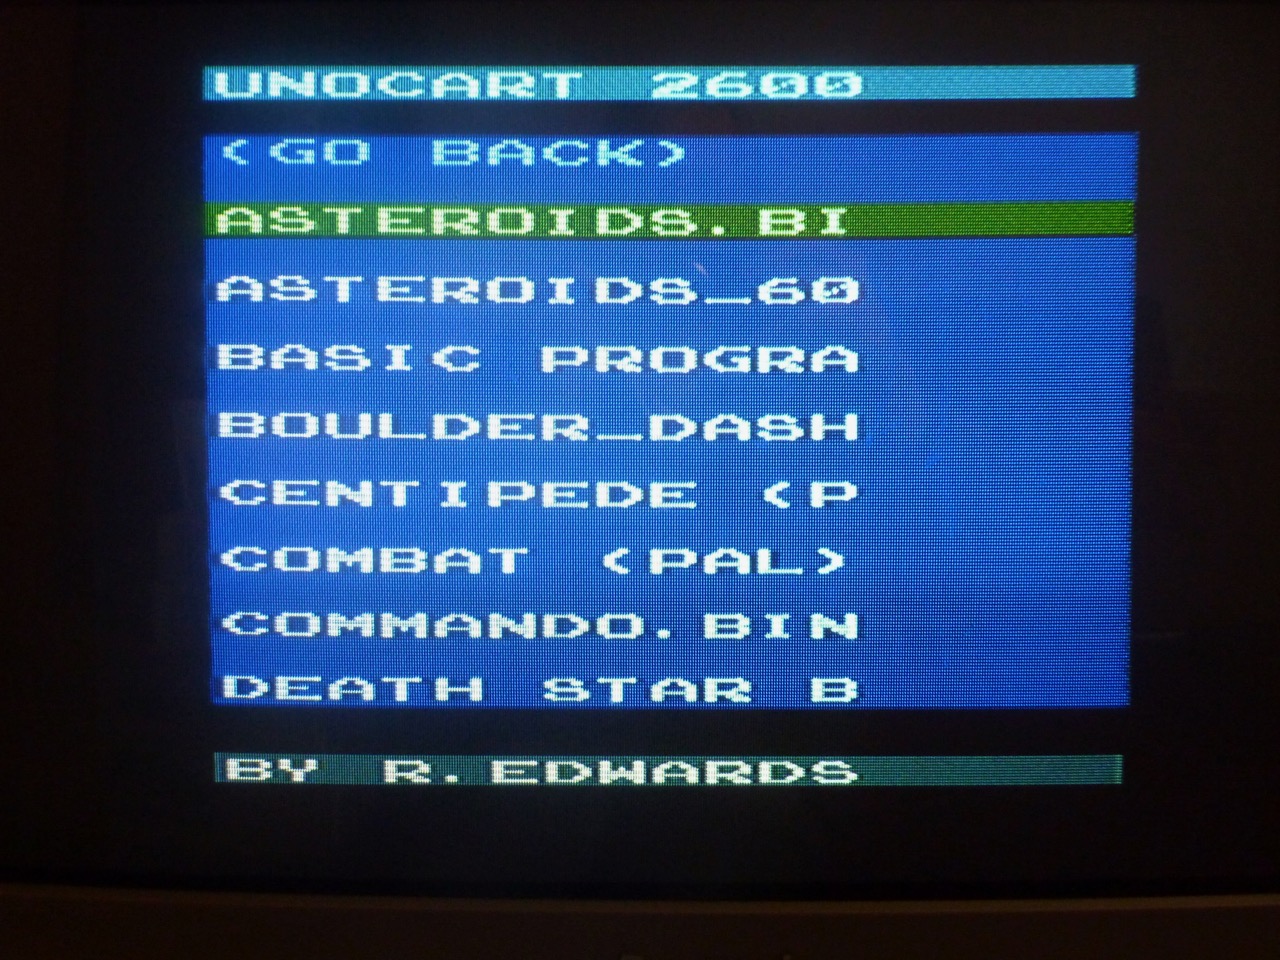 UNOCART 2600
(GO BACK)
ASTEROIDS.BI
ASTEROIDS_60
BASIC PROGRA
BOULDER_DASH
CENTIPEDE (P
COMBAT (PAL)
COMMANDO.BIN
DEATH STAR B
BY R.EDWARDS